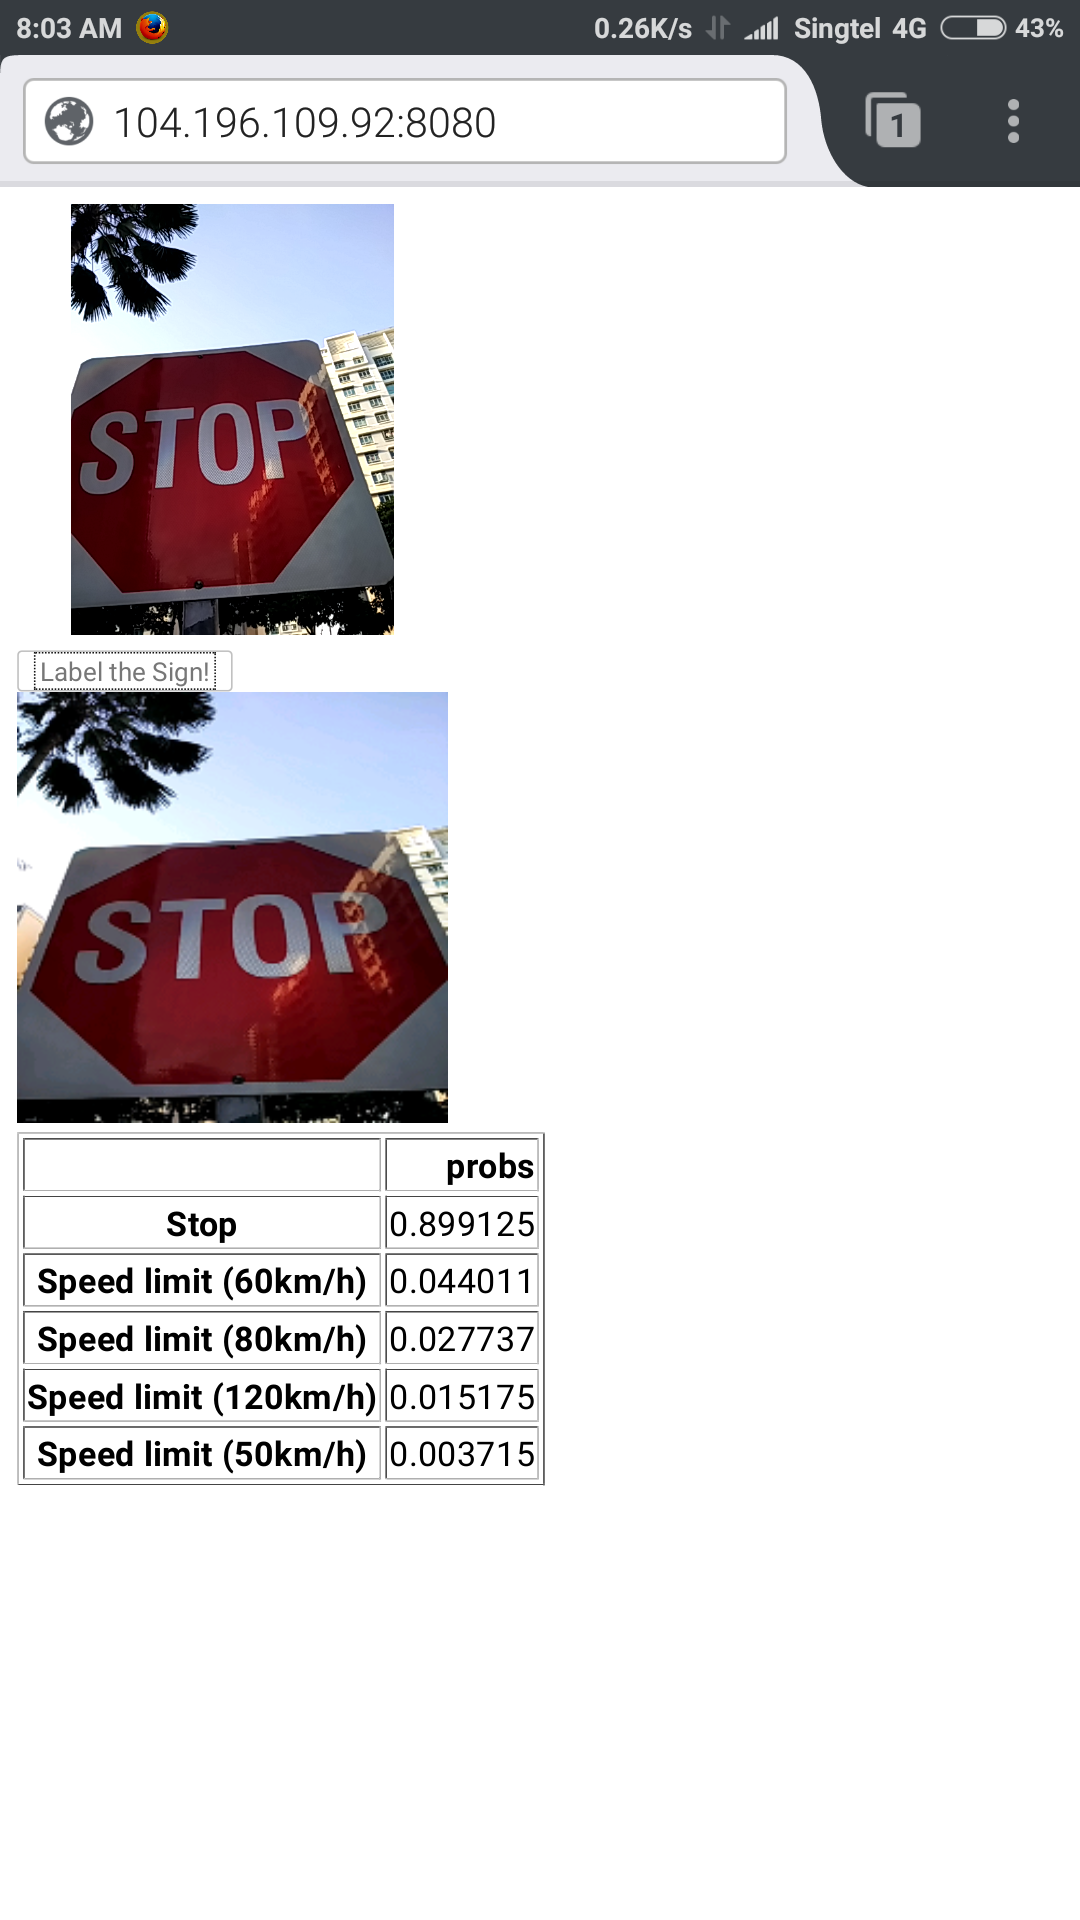 8:03 AM 0.26K/s Singtel 4G 43%
104.196.109.92:8080 1
STOP
Label the Sign!
STOP
probs
Stop 0.899125
Speed limit (60km/h) 0.044011
Speed limit (80km/h) 0.027737
Speed limit (120km/h) 0.015175
Speed limit (50km/h) 0.003715